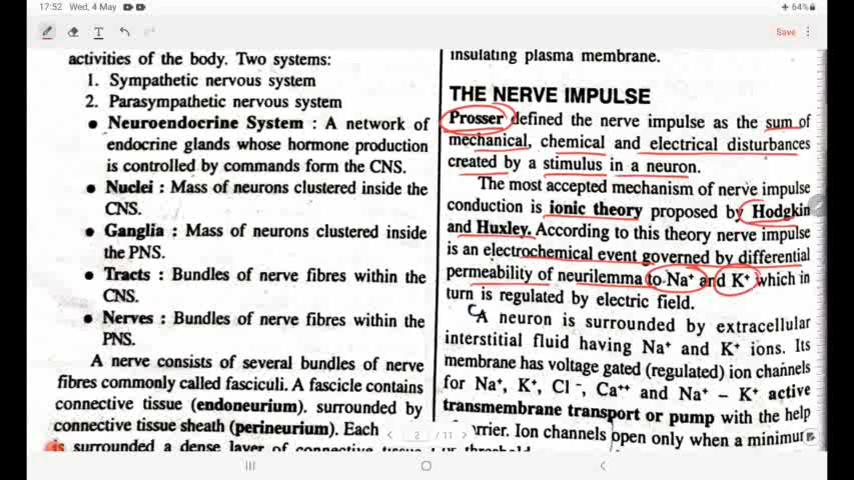 17:52 Wed, 4 May
64%
T
Save
activities of the body. Two systems:
1. Sympathetic nervous system
2. Parasympathetic nervous system
• Neuroendocrine System : A network of
endocrine glands whose hormone production
is controlled by commands form the CNS.
• Nuclei : Mass of neurons clustered inside the
CNS.
• Ganglia : Mass of neurons clustered inside
the PNS.
• Tracts : Bundles of nerve fibres within the
CNS.
• Nerves : Bundles of nerve fibres within the
PNS.
A nerve consists of several bundles of nerve
fibres commonly called fasciculi. A fascicle contains
connective tissue (endoneurium). surrounded by
connective tissue sheath (perineurium). Each
is surrounded a dense layer of connective tissue
insulating plasma membrane.
THE NERVE IMPULSE
Prosser defined the nerve impulse as the sum of
mechanical, chemical and electrical disturbances
created by a stimulus in a neuron.
The most accepted mechanism of nerve impulse
conduction is ionic theory proposed by Hodgkin
and Huxley. According to this theory nerve impulse
is an electrochemical event governed by differential
permeability of neurilemma to Na⁺ and K⁺ which in
turn is regulated by electric field.
A neuron is surrounded by extracellular
interstitial fluid having Na⁺ and K⁺ ions. Its
membrane has voltage gated (regulated) ion channels
for Na⁺, K⁺, Cl⁻, Ca⁺⁺ and Na⁺ – K⁺ active
transmembrane transport or pump with the help
Ion channels open only when a minimum
threshold
2 / 11